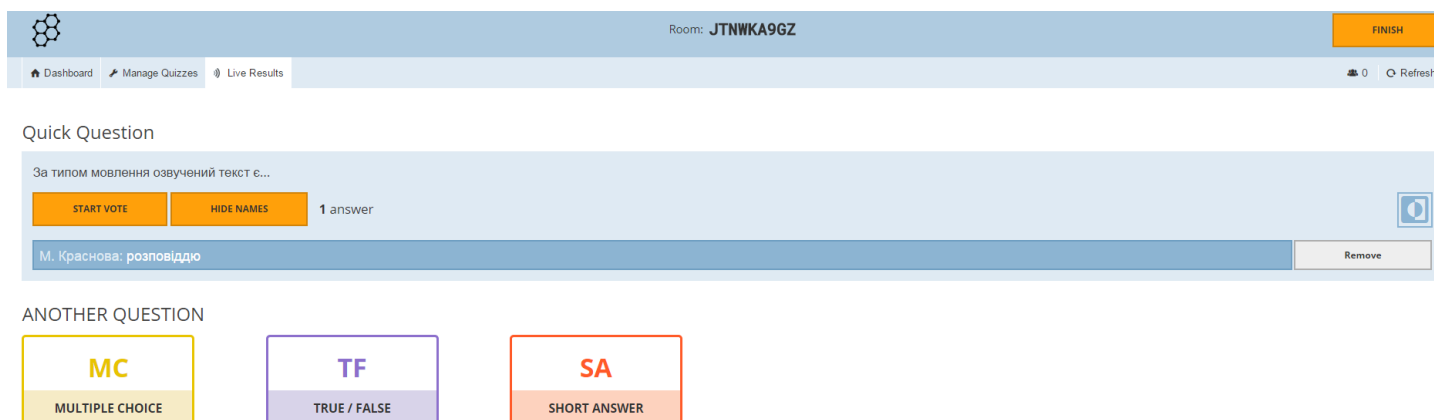 Room: JTNWKA9GZ
FINISH
Dashboard Manage Quizzes Live Results 0 Refresh
Quick Question
За типом мовлення озвучений текст є...
START VOTE HIDE NAMES 1 answer
М. Краснова: розповіддю Remove
ANOTHER QUESTION
MC TF SA
MULTIPLE CHOICE TRUE / FALSE SHORT ANSWER